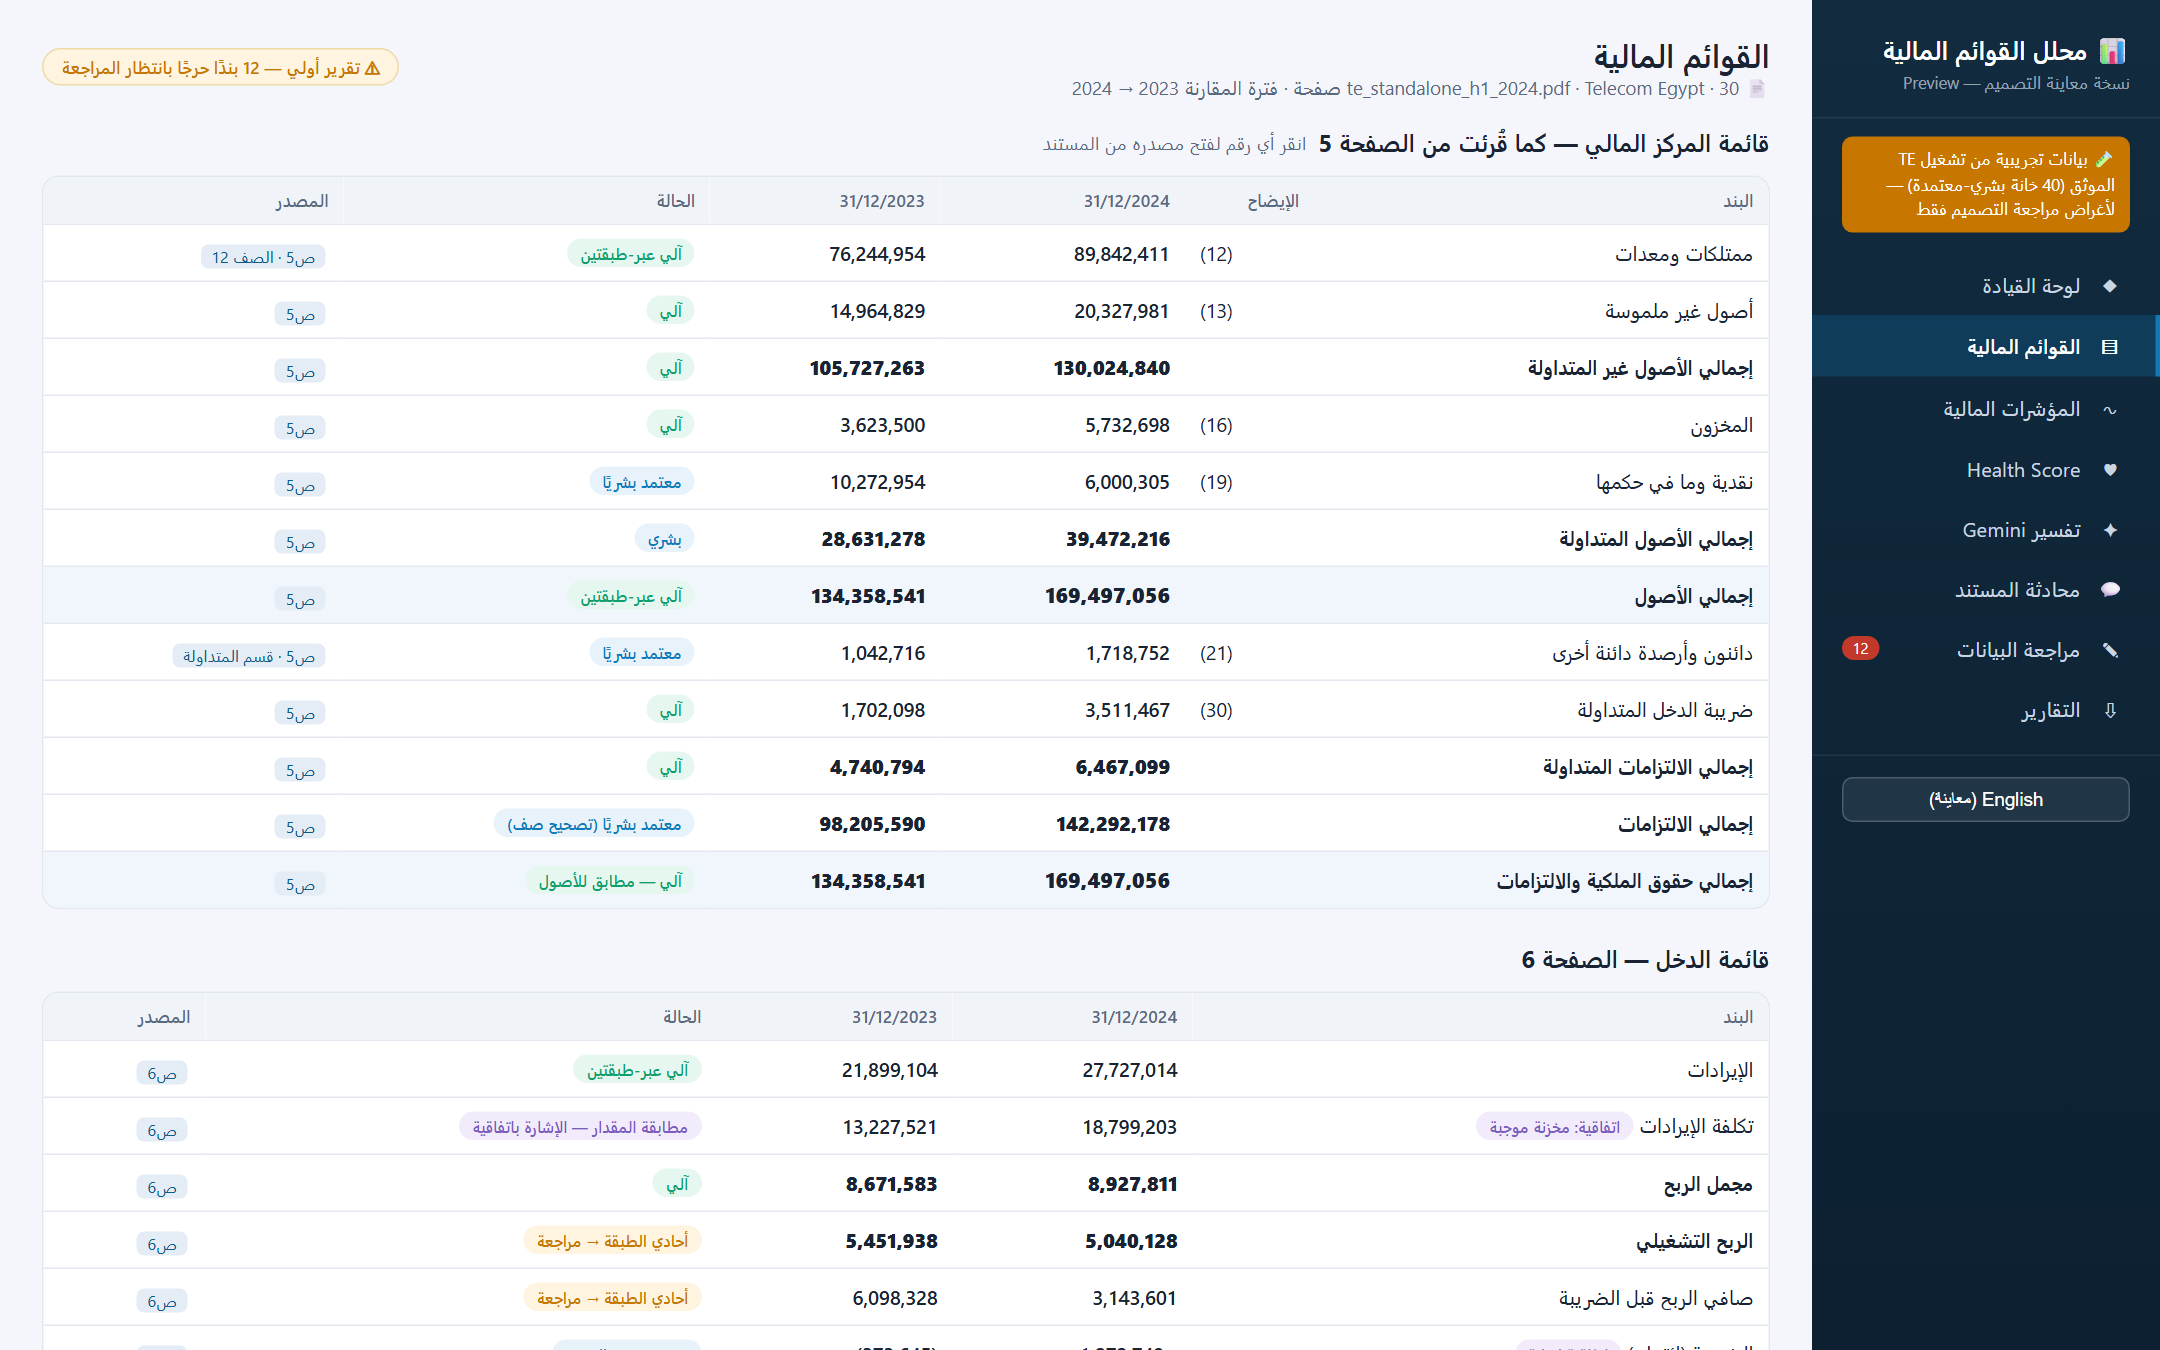 محلل القوائم المالية
نسخة معاينة التصميم — Preview
بيانات تجريبية من تشغيل TE
الموثق (40 خانة بشري-معتمدة) —
لأغراض مراجعة التصميم فقط
لوحة القيادة
القوائم المالية
المؤشرات المالية
Health Score
تفسير Gemini
محادثة المستند
مراجعة البيانات 12
التقارير
English (معاينة)
القوائم المالية
⚠ تقرير أولي — 12 بندًا حرجًا بانتظار المراجعة
te_standalone_h1_2024.pdf · Telecom Egypt · 30 صفحة · فترة المقارنة 2023 → 2024
قائمة المركز المالي — كما قُرئت من الصفحة 5 انقر أي رقم لفتح مصدره من المستند
البند الإيضاح 31/12/2024 31/12/2023 الحالة المصدر
ممتلكات ومعدات (12) 89,842,411 76,244,954 آلي عبر-طبقتين ص5 · الصف 12
أصول غير ملموسة (13) 20,327,981 14,964,829 آلي ص5
إجمالي الأصول غير المتداولة 130,024,840 105,727,263 آلي ص5
المخزون (16) 5,732,698 3,623,500 آلي ص5
نقدية وما في حكمها (19) 6,000,305 10,272,954 معتمد بشريًا ص5
إجمالي الأصول المتداولة 39,472,216 28,631,278 بشري ص5
إجمالي الأصول 169,497,056 134,358,541 آلي عبر-طبقتين ص5
دائنون وأرصدة دائنة أخرى (21) 1,718,752 1,042,716 معتمد بشريًا ص5 · قسم المتداولة
ضريبة الدخل المتداولة (30) 3,511,467 1,702,098 آلي ص5
إجمالي الالتزامات المتداولة 6,467,099 4,740,794 آلي ص5
إجمالي الالتزامات 142,292,178 98,205,590 معتمد بشريًا (تصحيح صف) ص5
إجمالي حقوق الملكية والالتزامات 169,497,056 134,358,541 آلي — مطابق للأصول ص5
قائمة الدخل — الصفحة 6
البند 31/12/2024 31/12/2023 الحالة المصدر
الإيرادات 27,727,014 21,899,104 آلي عبر-طبقتين ص6
تكلفة الإيرادات اتفاقية: مخزنة موجبة 18,799,203 13,227,521 مطابقة المقدار — الإشارة باتفاقية ص6
مجمل الربح 8,927,811 8,671,583 آلي ص6
الربح التشغيلي 5,040,128 5,451,938 أحادي الطبقة → مراجعة ص6
صافي الربح قبل الضريبة 3,143,601 6,098,328 أحادي الطبقة → مراجعة ص6